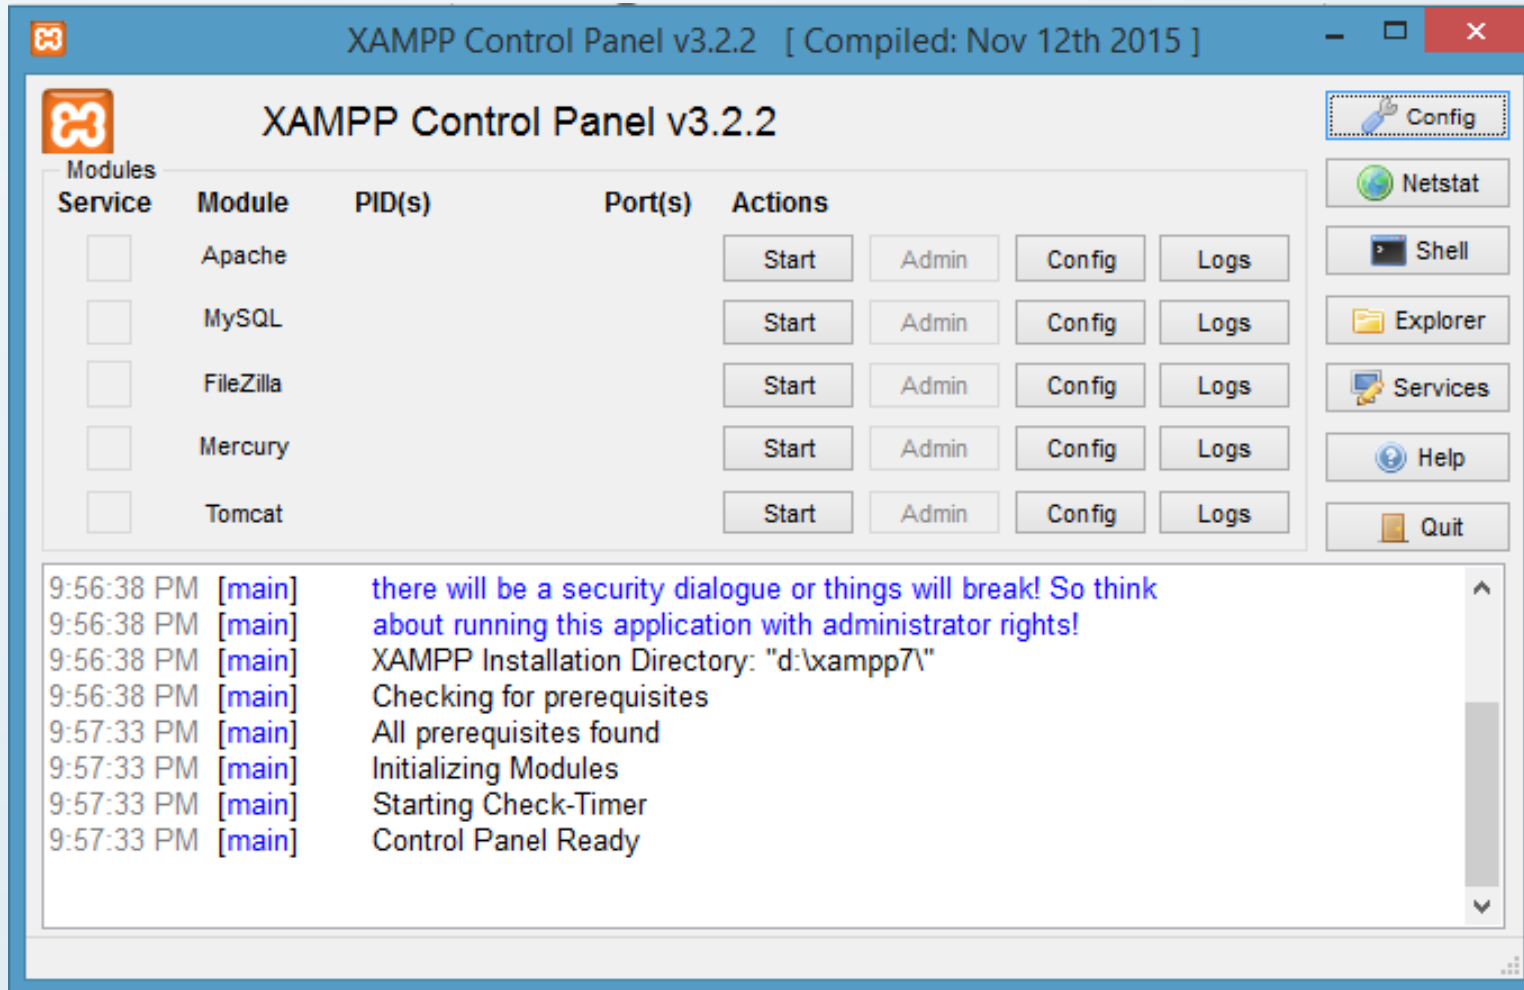 XAMPP Control Panel v3.2.2 [ Compiled: Nov 12th 2015 ]
XAMPP Control Panel v3.2.2
Config
Modules
Service Module PID(s) Port(s) Actions
Netstat
Apache Start Admin Config Logs
Shell
MySQL Start Admin Config Logs
Explorer
FileZilla Start Admin Config Logs
Services
Mercury Start Admin Config Logs
Help
Tomcat Start Admin Config Logs
Quit
9:56:38 PM [main] there will be a security dialogue or things will break! So think
9:56:38 PM [main] about running this application with administrator rights!
9:56:38 PM [main] XAMPP Installation Directory: "d:\xampp7\"
9:56:38 PM [main] Checking for prerequisites
9:57:33 PM [main] All prerequisites found
9:57:33 PM [main] Initializing Modules
9:57:33 PM [main] Starting Check-Timer
9:57:33 PM [main] Control Panel Ready